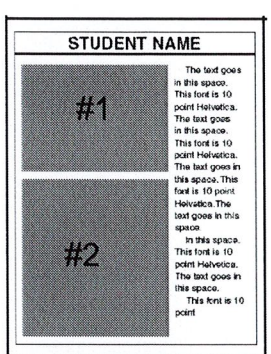 STUDENT NAME
#1
#2
The text goes
in this space.
This font is 10
point Helvetica.
The text goes
in this space.
This font is 10
point Helvetica.
The text goes in
this space. This
font is 10 point
Helvetica.The
text goes in this
space
In this space.
This font is 10
point Helvetica.
The text goes in
this space.
This font is 10
point